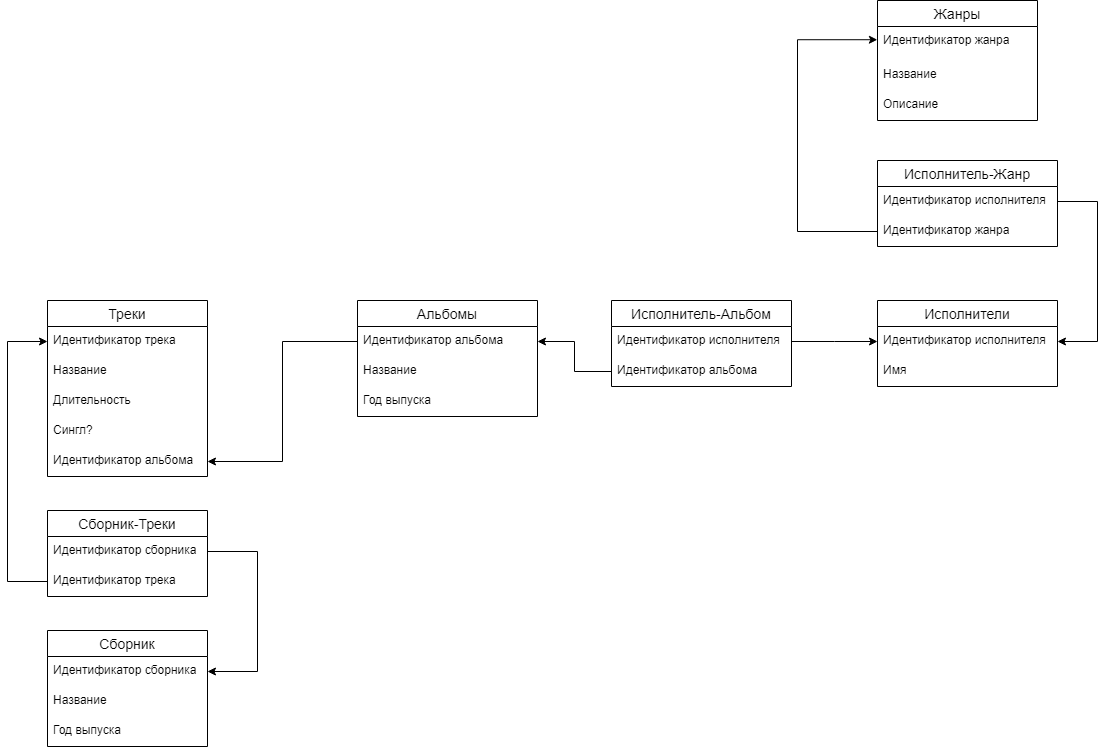 Жанры
Идентификатор жанра
Название
Описание
Исполнитель-Жанр
Идентификатор исполнителя
Идентификатор жанра
Треки
Идентификатор трека
Название
Длительность
Сингл?
Идентификатор альбома
Альбомы
Идентификатор альбома
Название
Год выпуска
Исполнитель-Альбом
Идентификатор исполнителя
Идентификатор альбома
Исполнители
Идентификатор исполнителя
Имя
Сборник-Треки
Идентификатор сборника
Идентификатор трека
Сборник
Идентификатор сборника
Название
Год выпуска